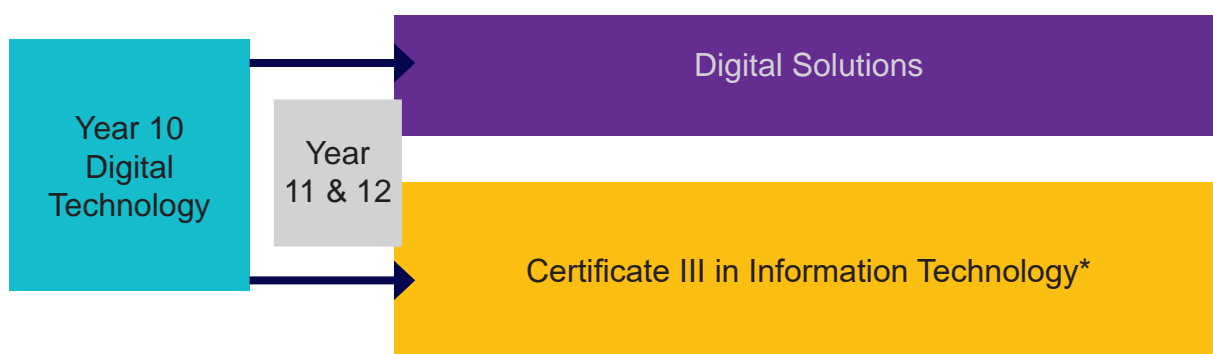 Year 10
Digital
Technology
Year
11 & 12
Digital Solutions
Certificate III in Information Technology*